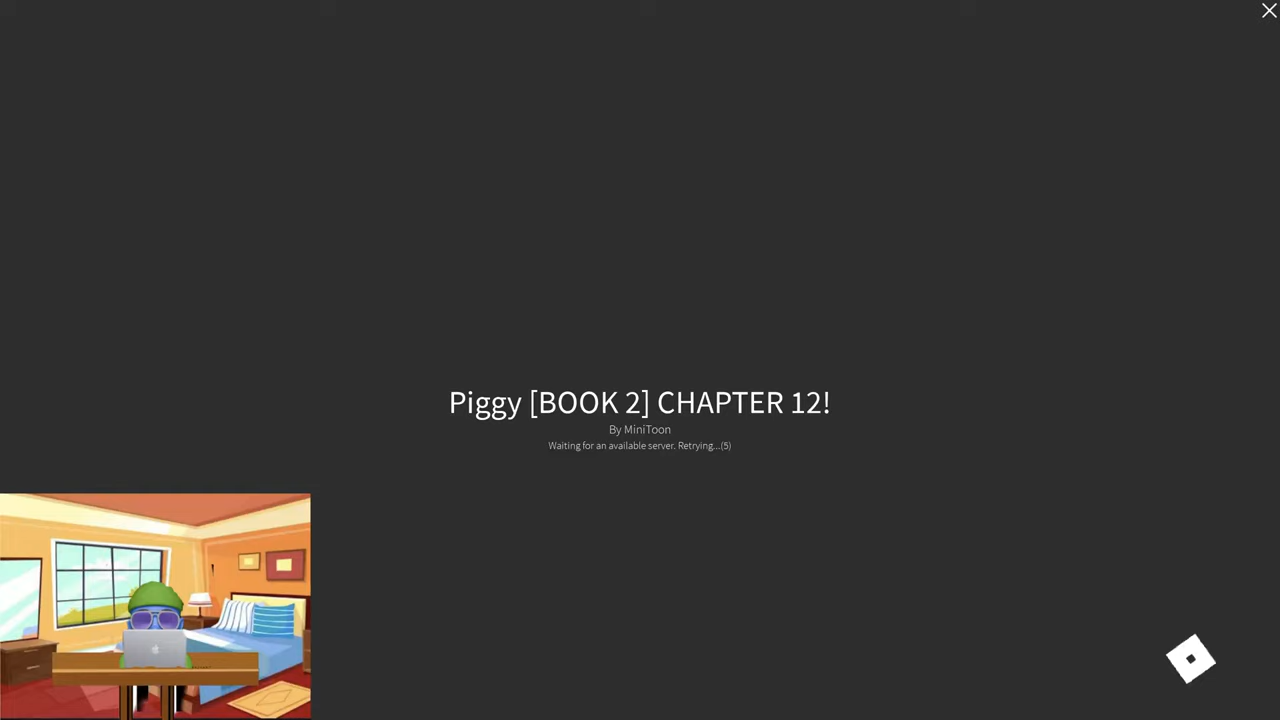 Piggy [BOOK 2] CHAPTER 12!
By MiniToon
Waiting for an available server. Retrying...(5)